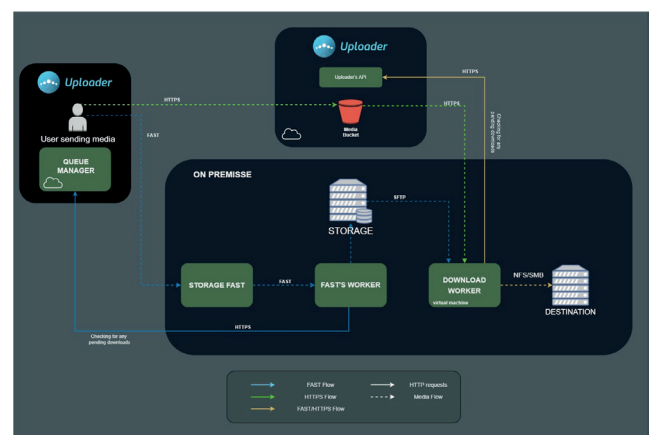 Uploader
Uploader
Uploader's API
HTTPS
HTTPS
HTTPS
Media
Bucket
Checking for any
pending downloads
User sending media
FAST
QUEUE
MANAGER
ON PREMISSE
STORAGE
SFTP
STORAGE FAST
FAST
FAST'S WORKER
DOWNLOAD
WORKER
virtual machine
NFS/SMB
DESTINATION
HTTPS
Checking for any
pending downloads
FAST Flow
HTTP requests
HTTPS Flow
Media Flow
FAST/HTTPS Flow